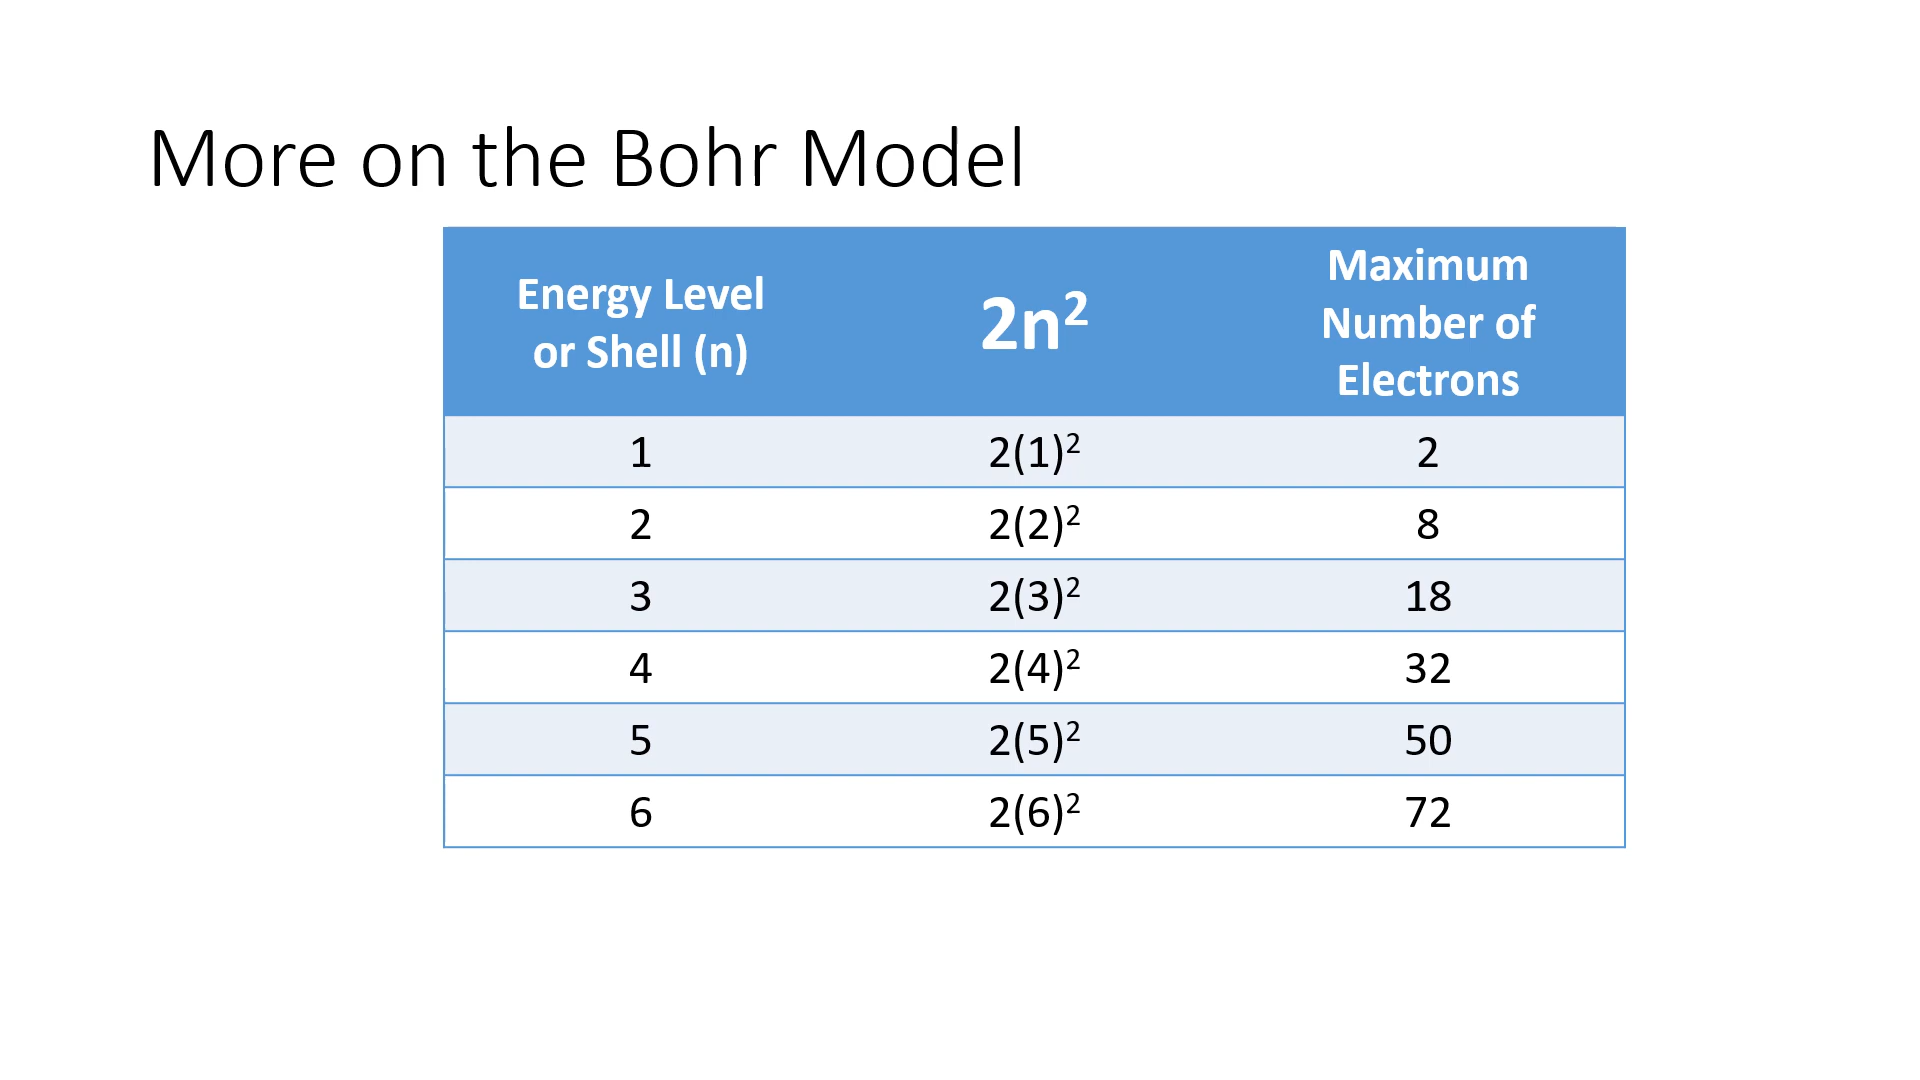 More on the Bohr Model
Energy Level
or Shell (n)
2n²
Maximum
Number of
Electrons
1 2(1)² 2
2 2(2)² 8
3 2(3)² 18
4 2(4)² 32
5 2(5)² 50
6 2(6)² 72